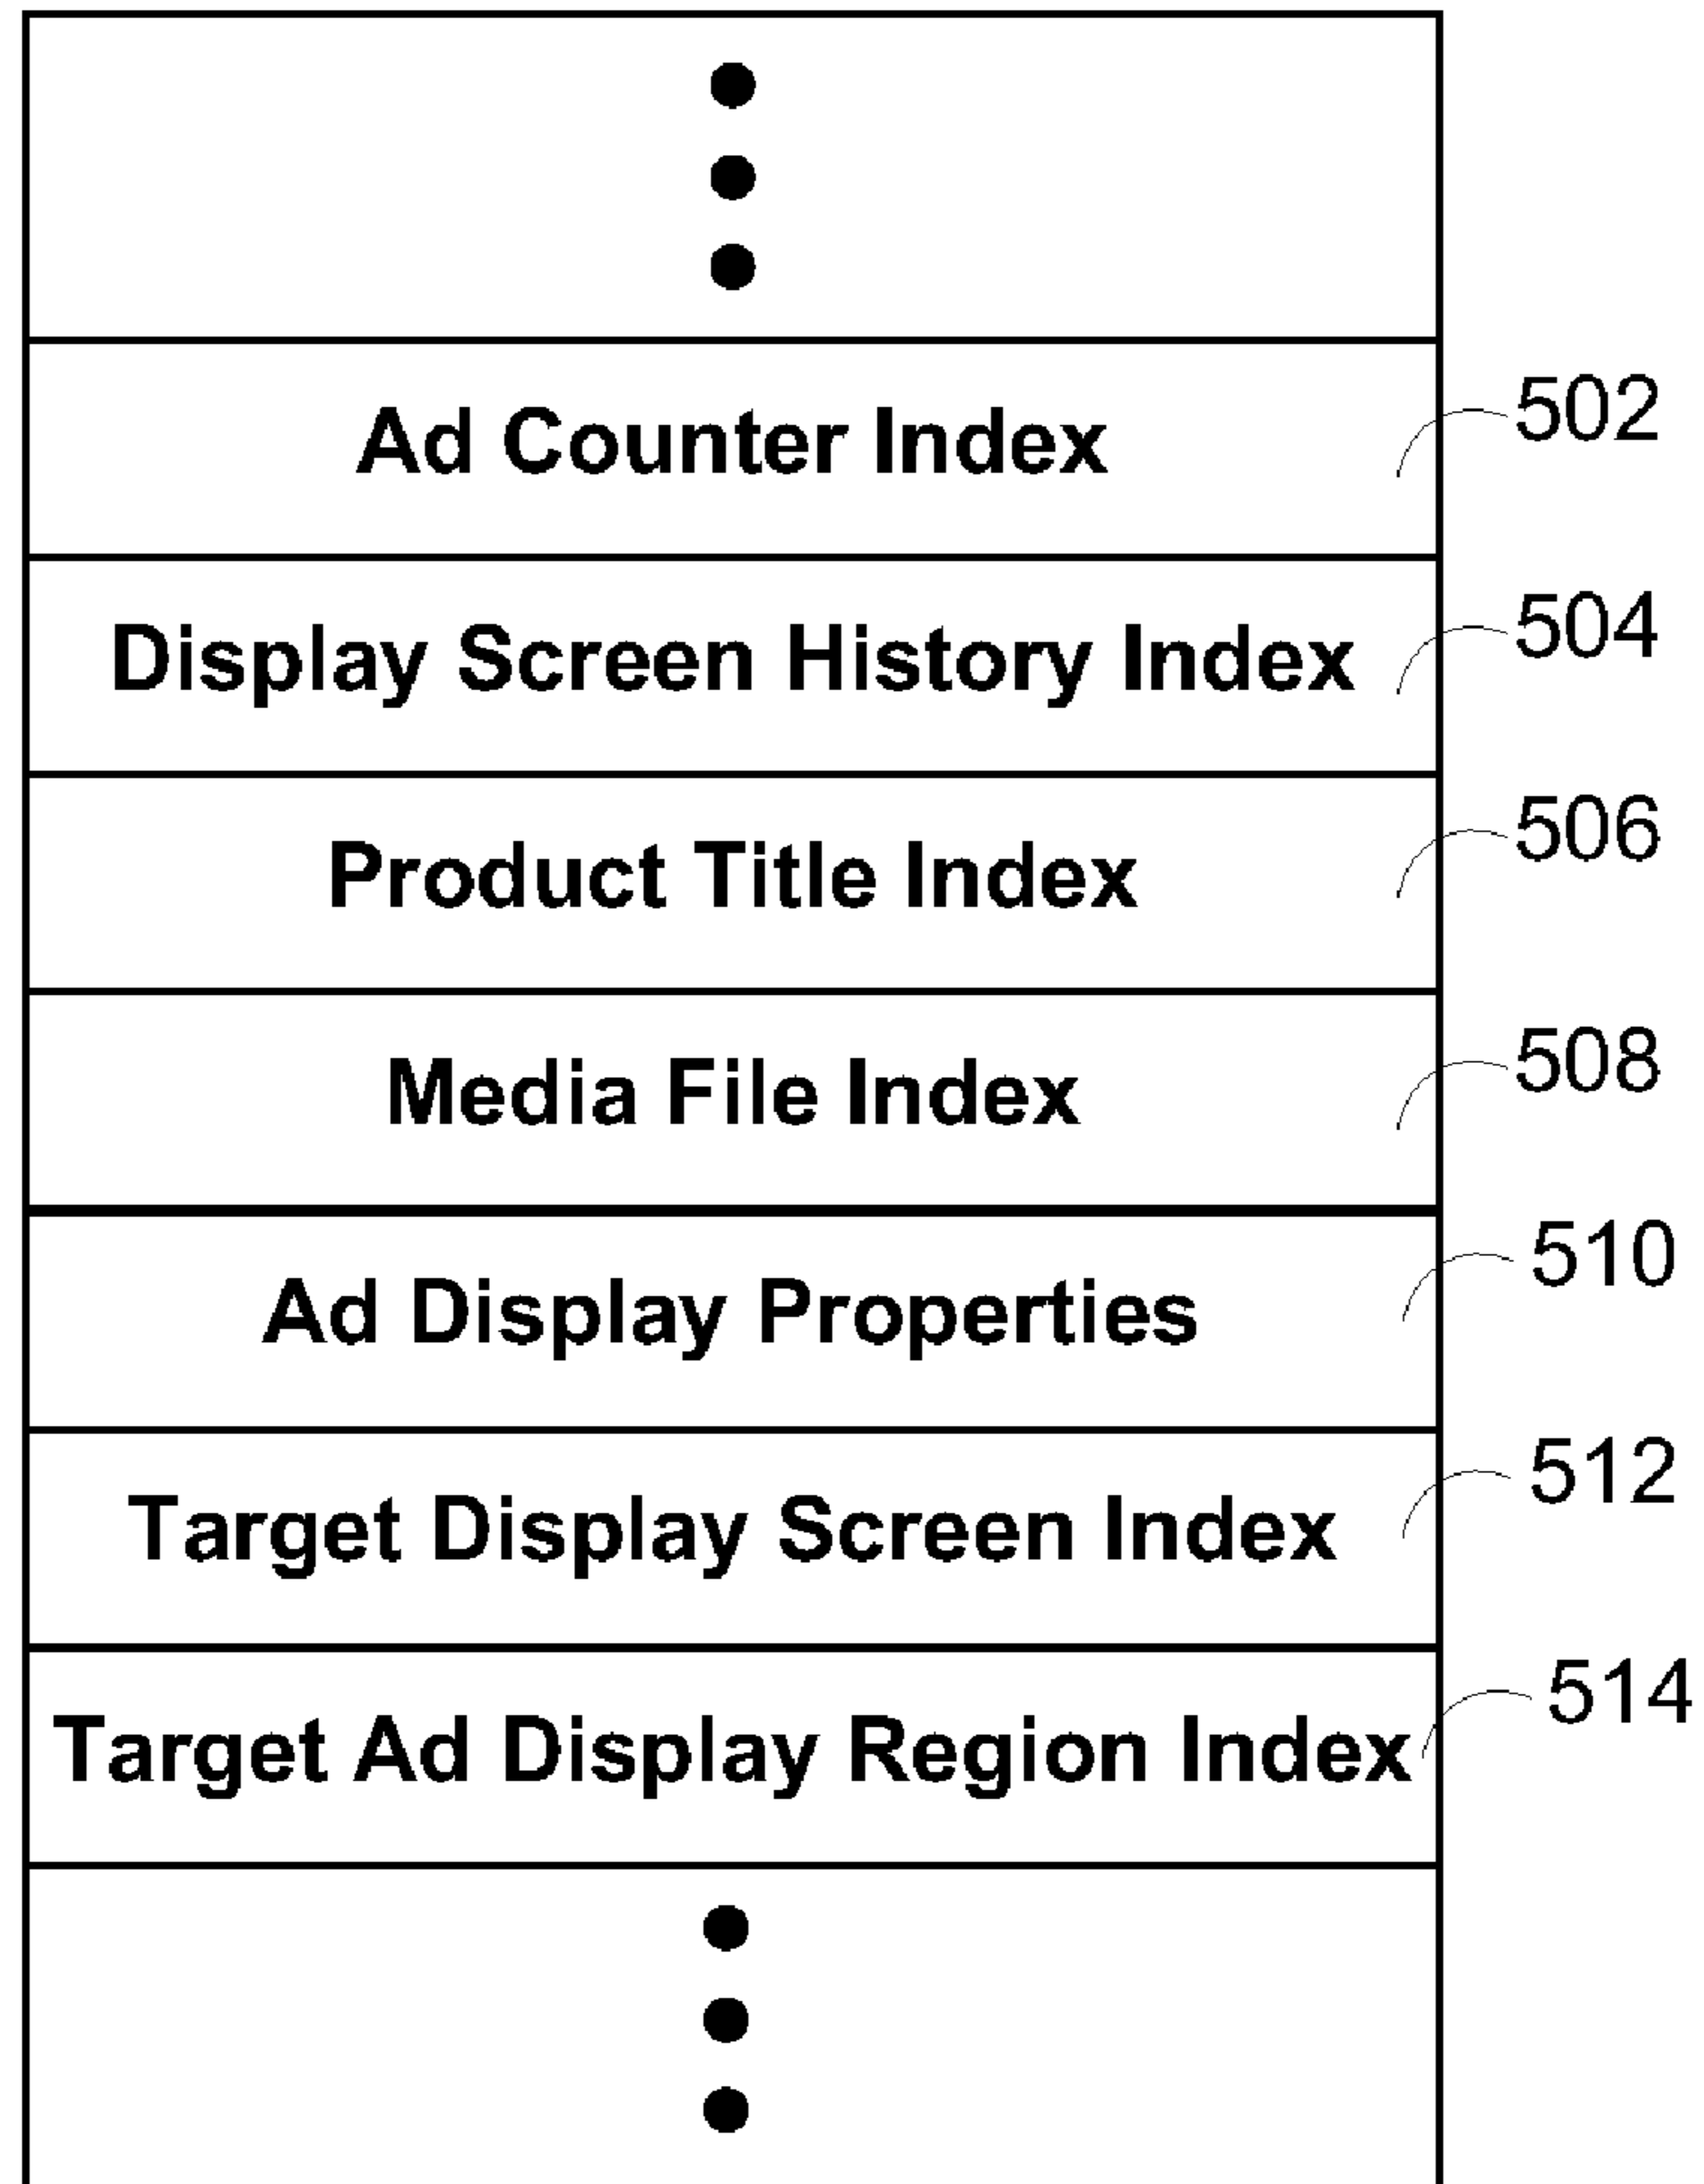 Ad Counter Index 502
Display Screen History Index 504
Product Title Index 506
Media File Index 508
Ad Display Properties 510
Target Display Screen Index 512
Target Ad Display Region Index 514